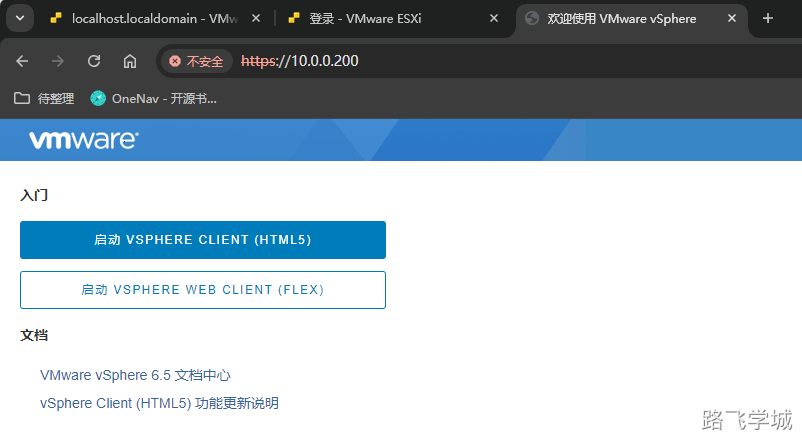 localhost.localdomain - VMw
登录 - VMware ESXi
欢迎使用 VMware vSphere
不安全 https://10.0.0.200
待整理
OneNav - 开源书...
vmware®
入门
启动 VSPHERE CLIENT (HTML5)
启动 VSPHERE WEB CLIENT (FLEX)
文档
VMware vSphere 6.5 文档中心
vSphere Client (HTML5) 功能更新说明
路飞学城